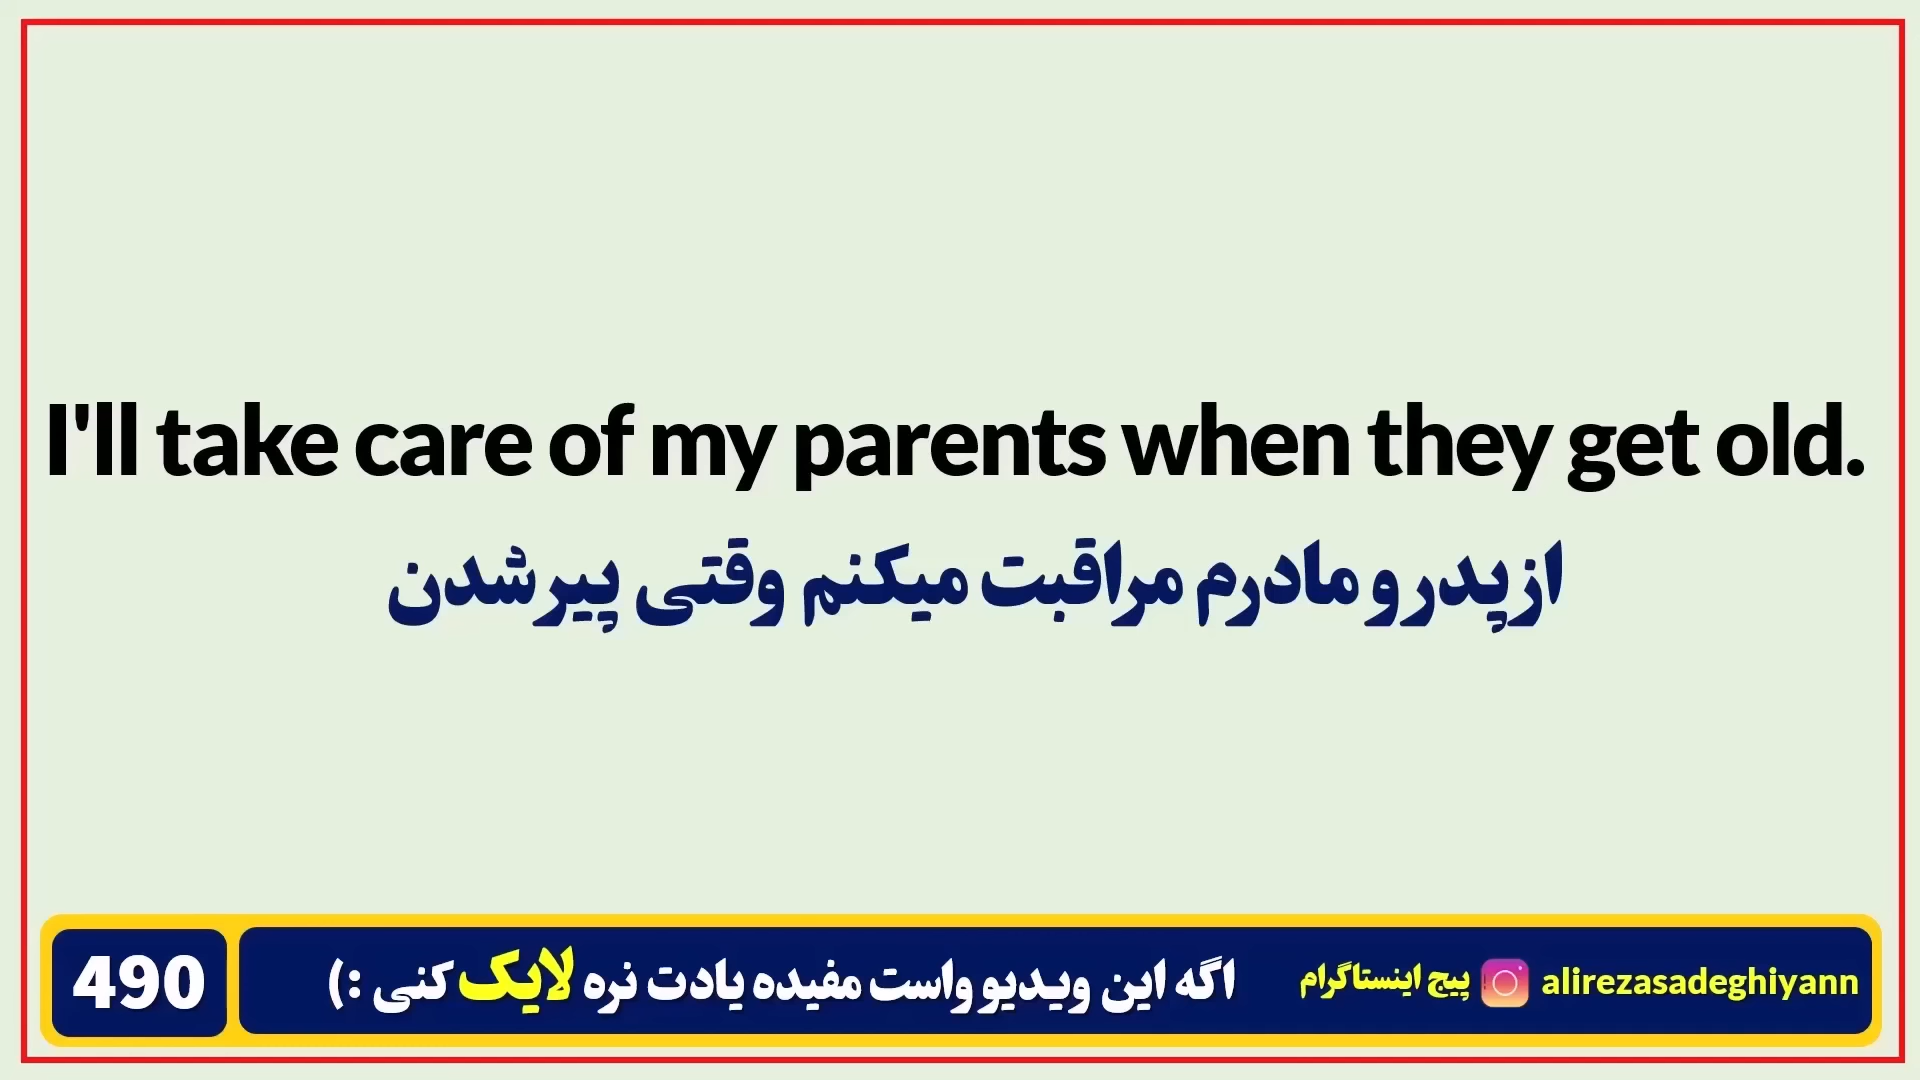 I'll take care of my parents when they get old.
از پدر و مادرم مراقبت میکنم وقتی پیر شدن
490
اگه این ویدیو واست مفیده یادت نره لایک کنی :)
پیج اینستاگرام
alirezasadeghiyann